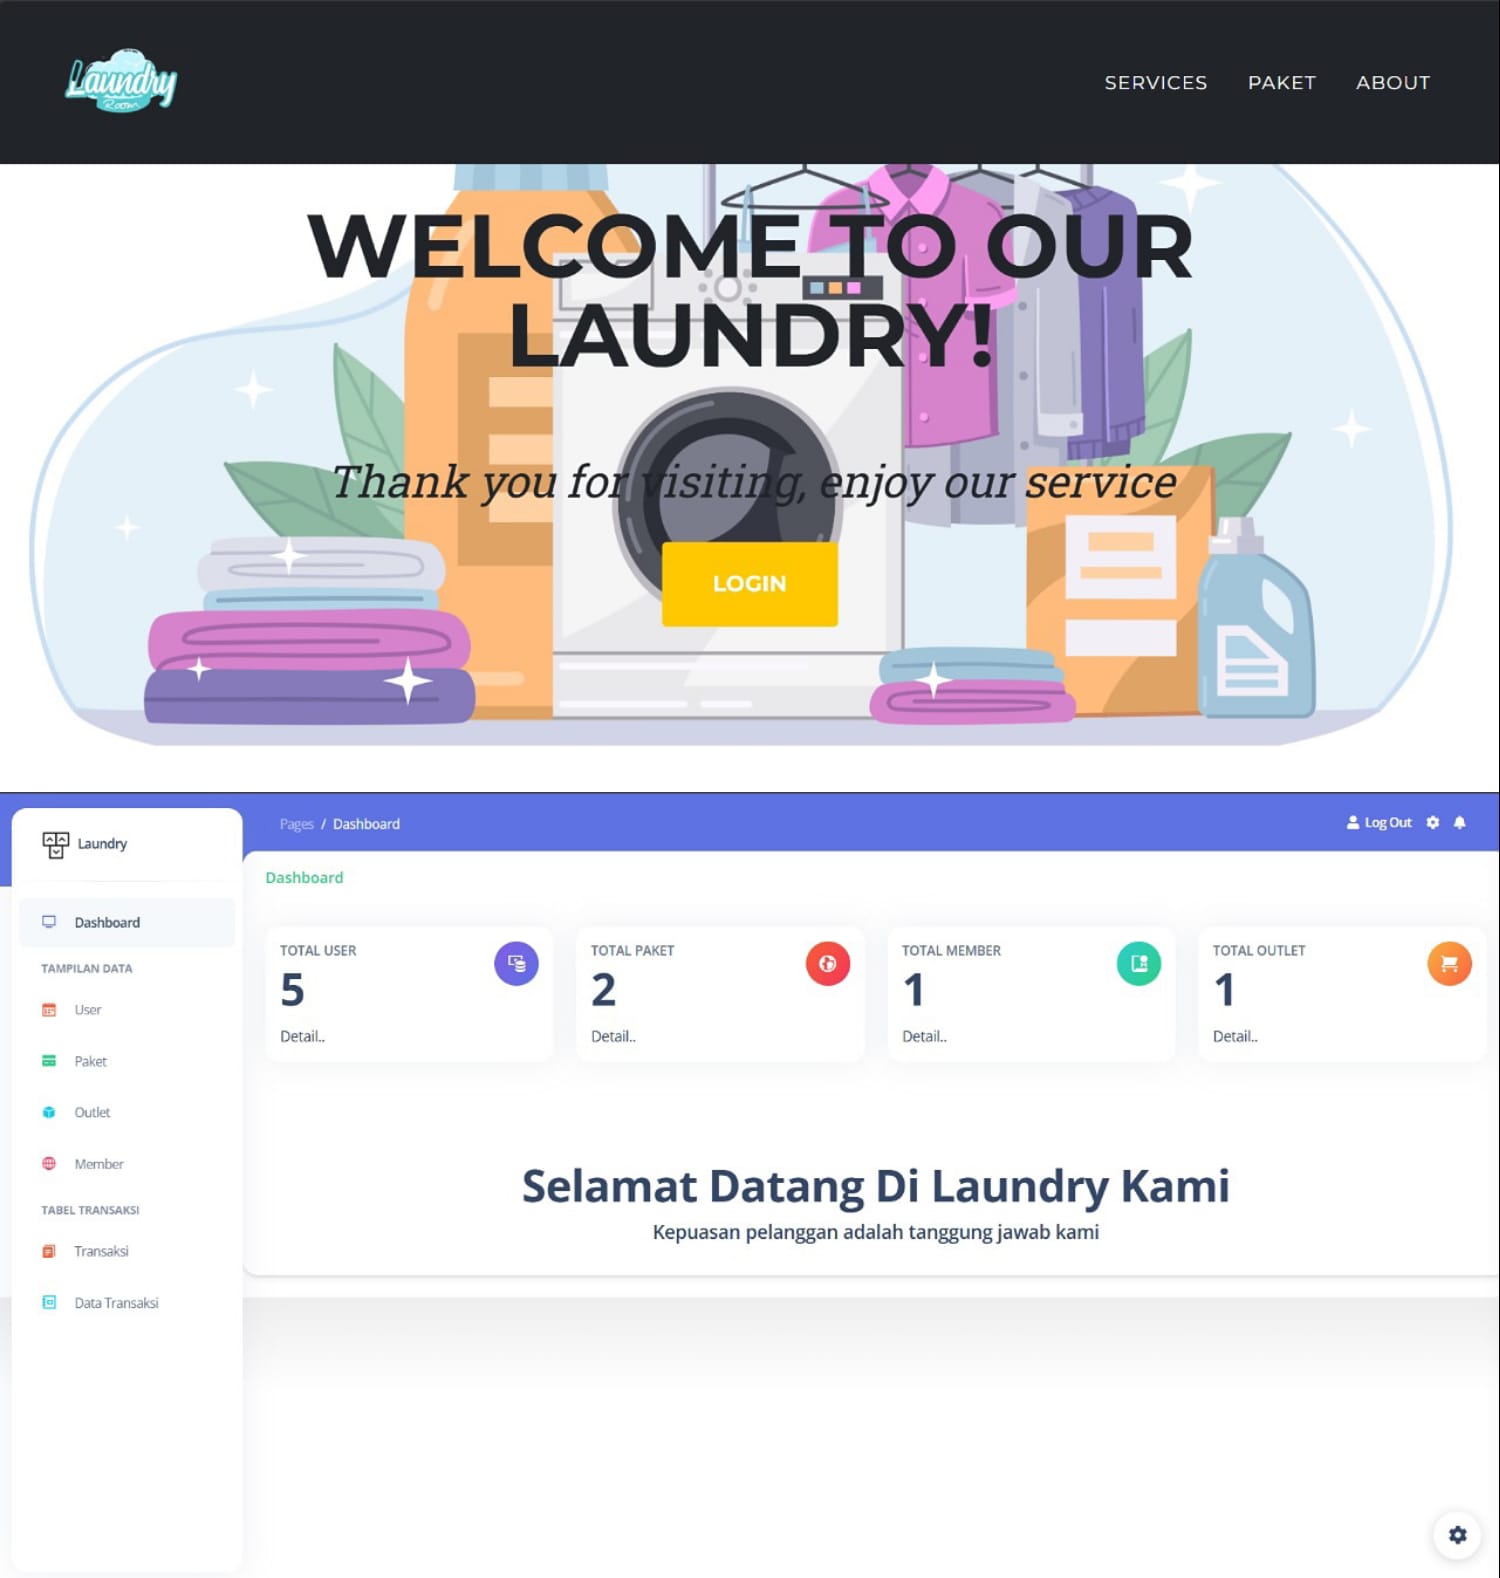 Laundry
Room
SERVICES PAKET ABOUT
WELCOME TO OUR
LAUNDRY!
Thank you for visiting, enjoy our service
LOGIN
Laundry
Pages / Dashboard
Log Out
Dashboard
Dashboard
TAMPILAN DATA
User
Paket
Outlet
Member
TABEL TRANSAKSI
Transaksi
Data Transaksi
TOTAL USER
5
Detail..
TOTAL PAKET
2
Detail..
TOTAL MEMBER
1
Detail..
TOTAL OUTLET
1
Detail..
Selamat Datang Di Laundry Kami
Kepuasan pelanggan adalah tanggung jawab kami